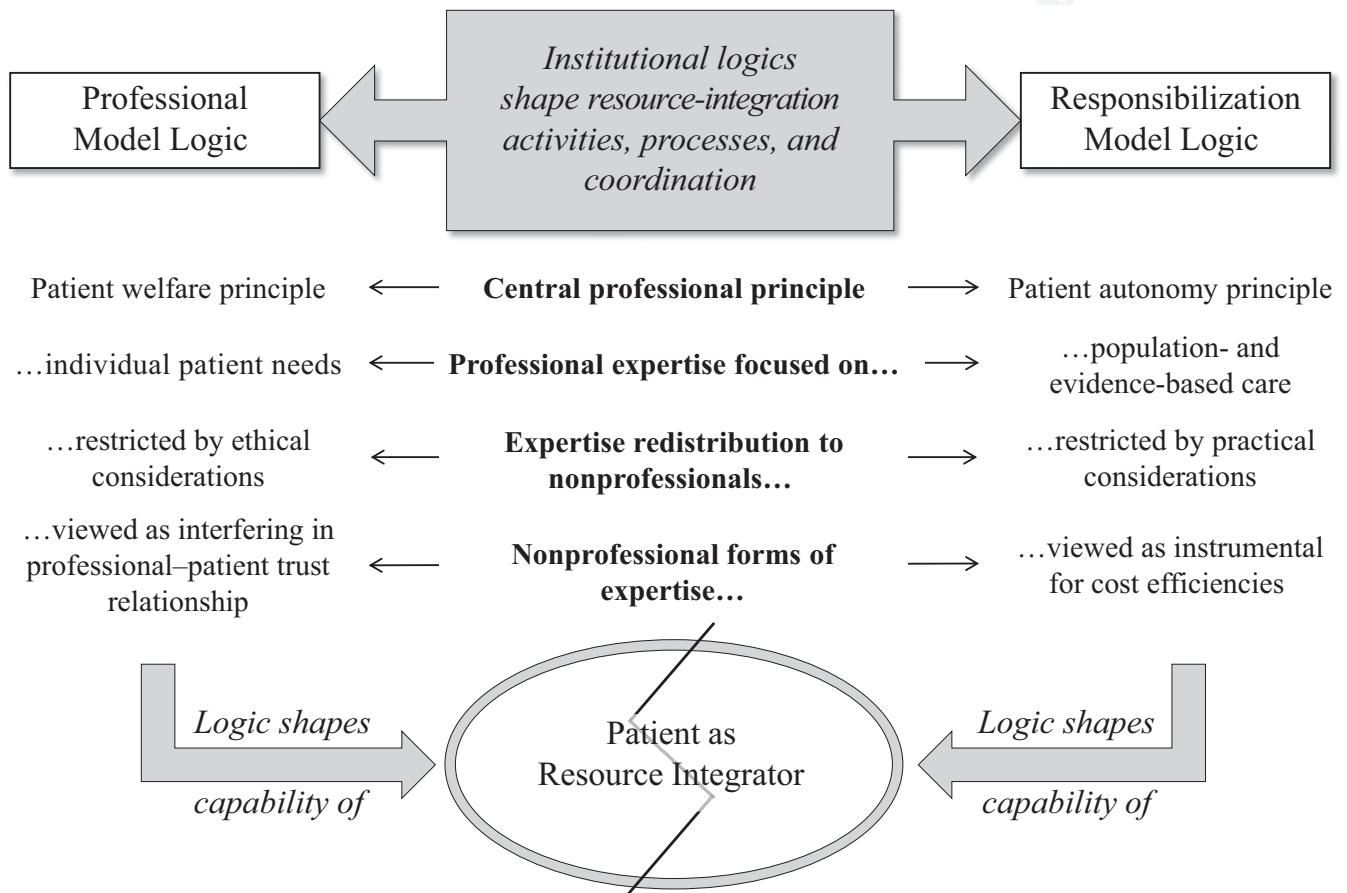 Institutional logics
shape resource-integration
activities, processes, and
coordination
Professional
Model Logic
Responsibilization
Model Logic
Patient welfare principle
Central professional principle
Patient autonomy principle
…individual patient needs
Professional expertise focused on…
…population- and
evidence-based care
…restricted by ethical
considerations
Expertise redistribution to
nonprofessionals…
…restricted by practical
considerations
…viewed as interfering in
professional–patient trust
relationship
Nonprofessional forms of
expertise…
…viewed as instrumental
for cost efficiencies
Logic shapes
capability of
Patient as
Resource Integrator
Logic shapes
capability of